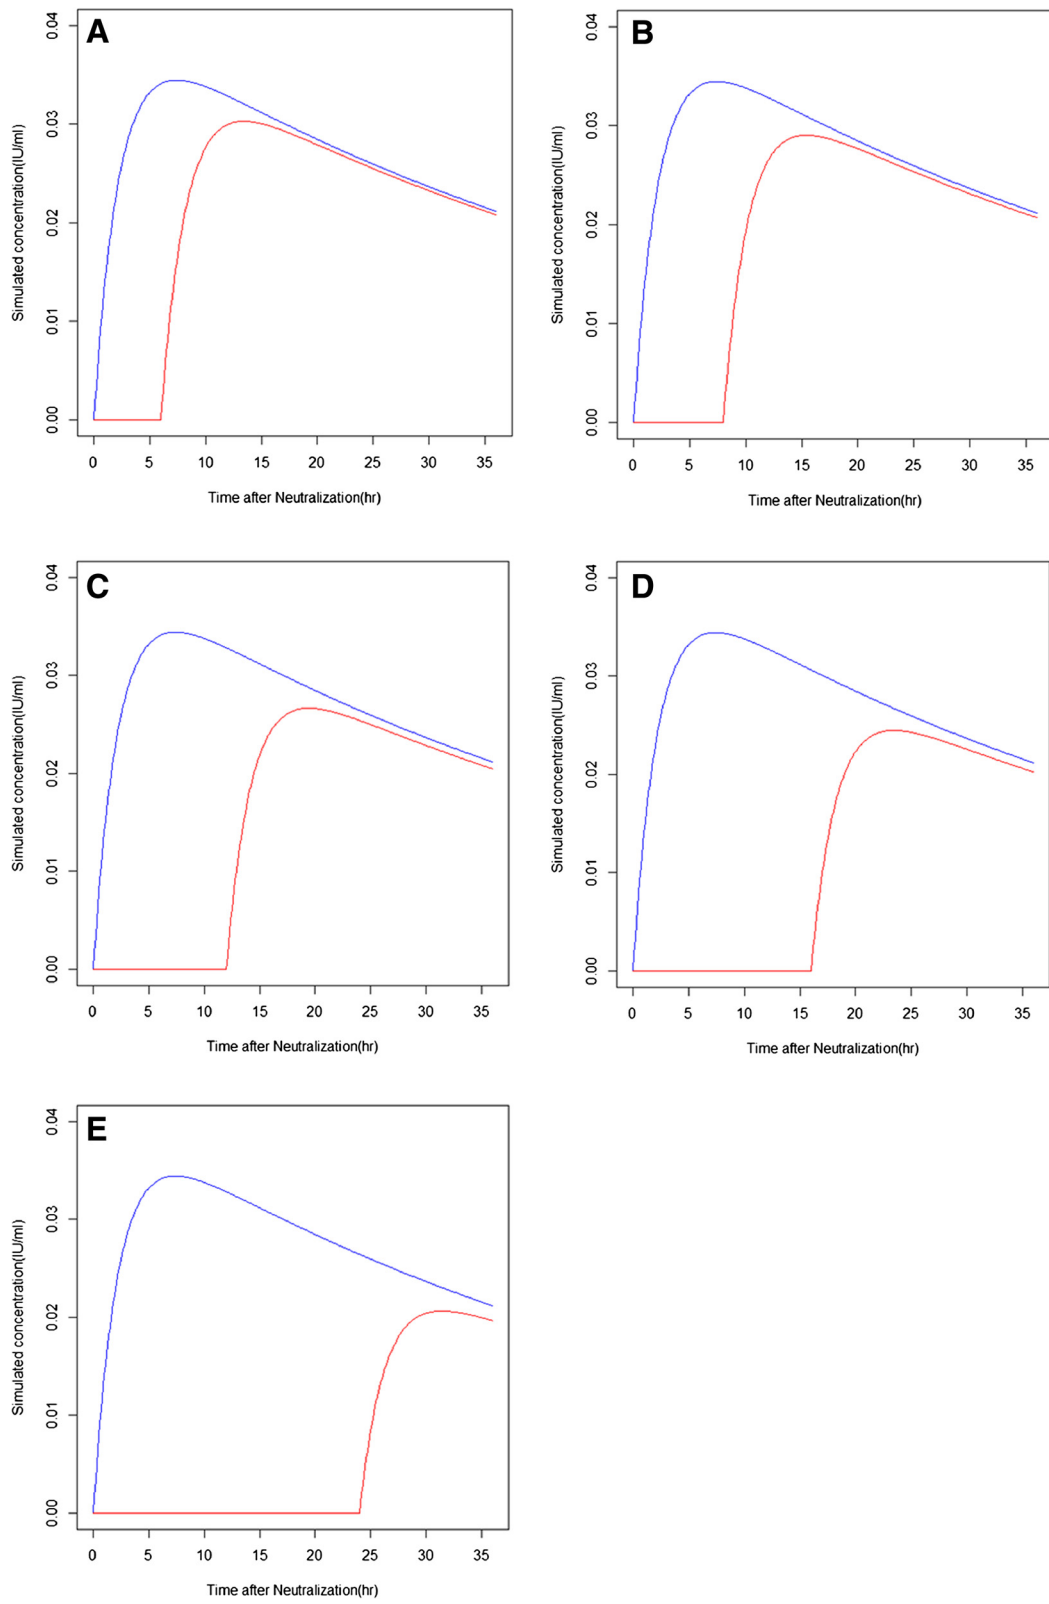 A
Simulated concentration(IU/ml)
0.04
0.03
0.02
0.01
0.00
0 5 10 15 20 25 30 35
Time after Neutralization(hr)
B
Simulated concentration(IU/ml)
0.04
0.03
0.02
0.01
0.00
0 5 10 15 20 25 30 35
Time after Neutralization(hr)
C
Simulated concentration(IU/ml)
0.04
0.03
0.02
0.01
0.00
0 5 10 15 20 25 30 35
Time after Neutralization(hr)
D
Simulated concentration(IU/ml)
0.04
0.03
0.02
0.01
0.00
0 5 10 15 20 25 30 35
Time after Neutralization(hr)
E
Simulated concentration(IU/ml)
0.04
0.03
0.02
0.01
0.00
0 5 10 15 20 25 30 35
Time after Neutralization(hr)